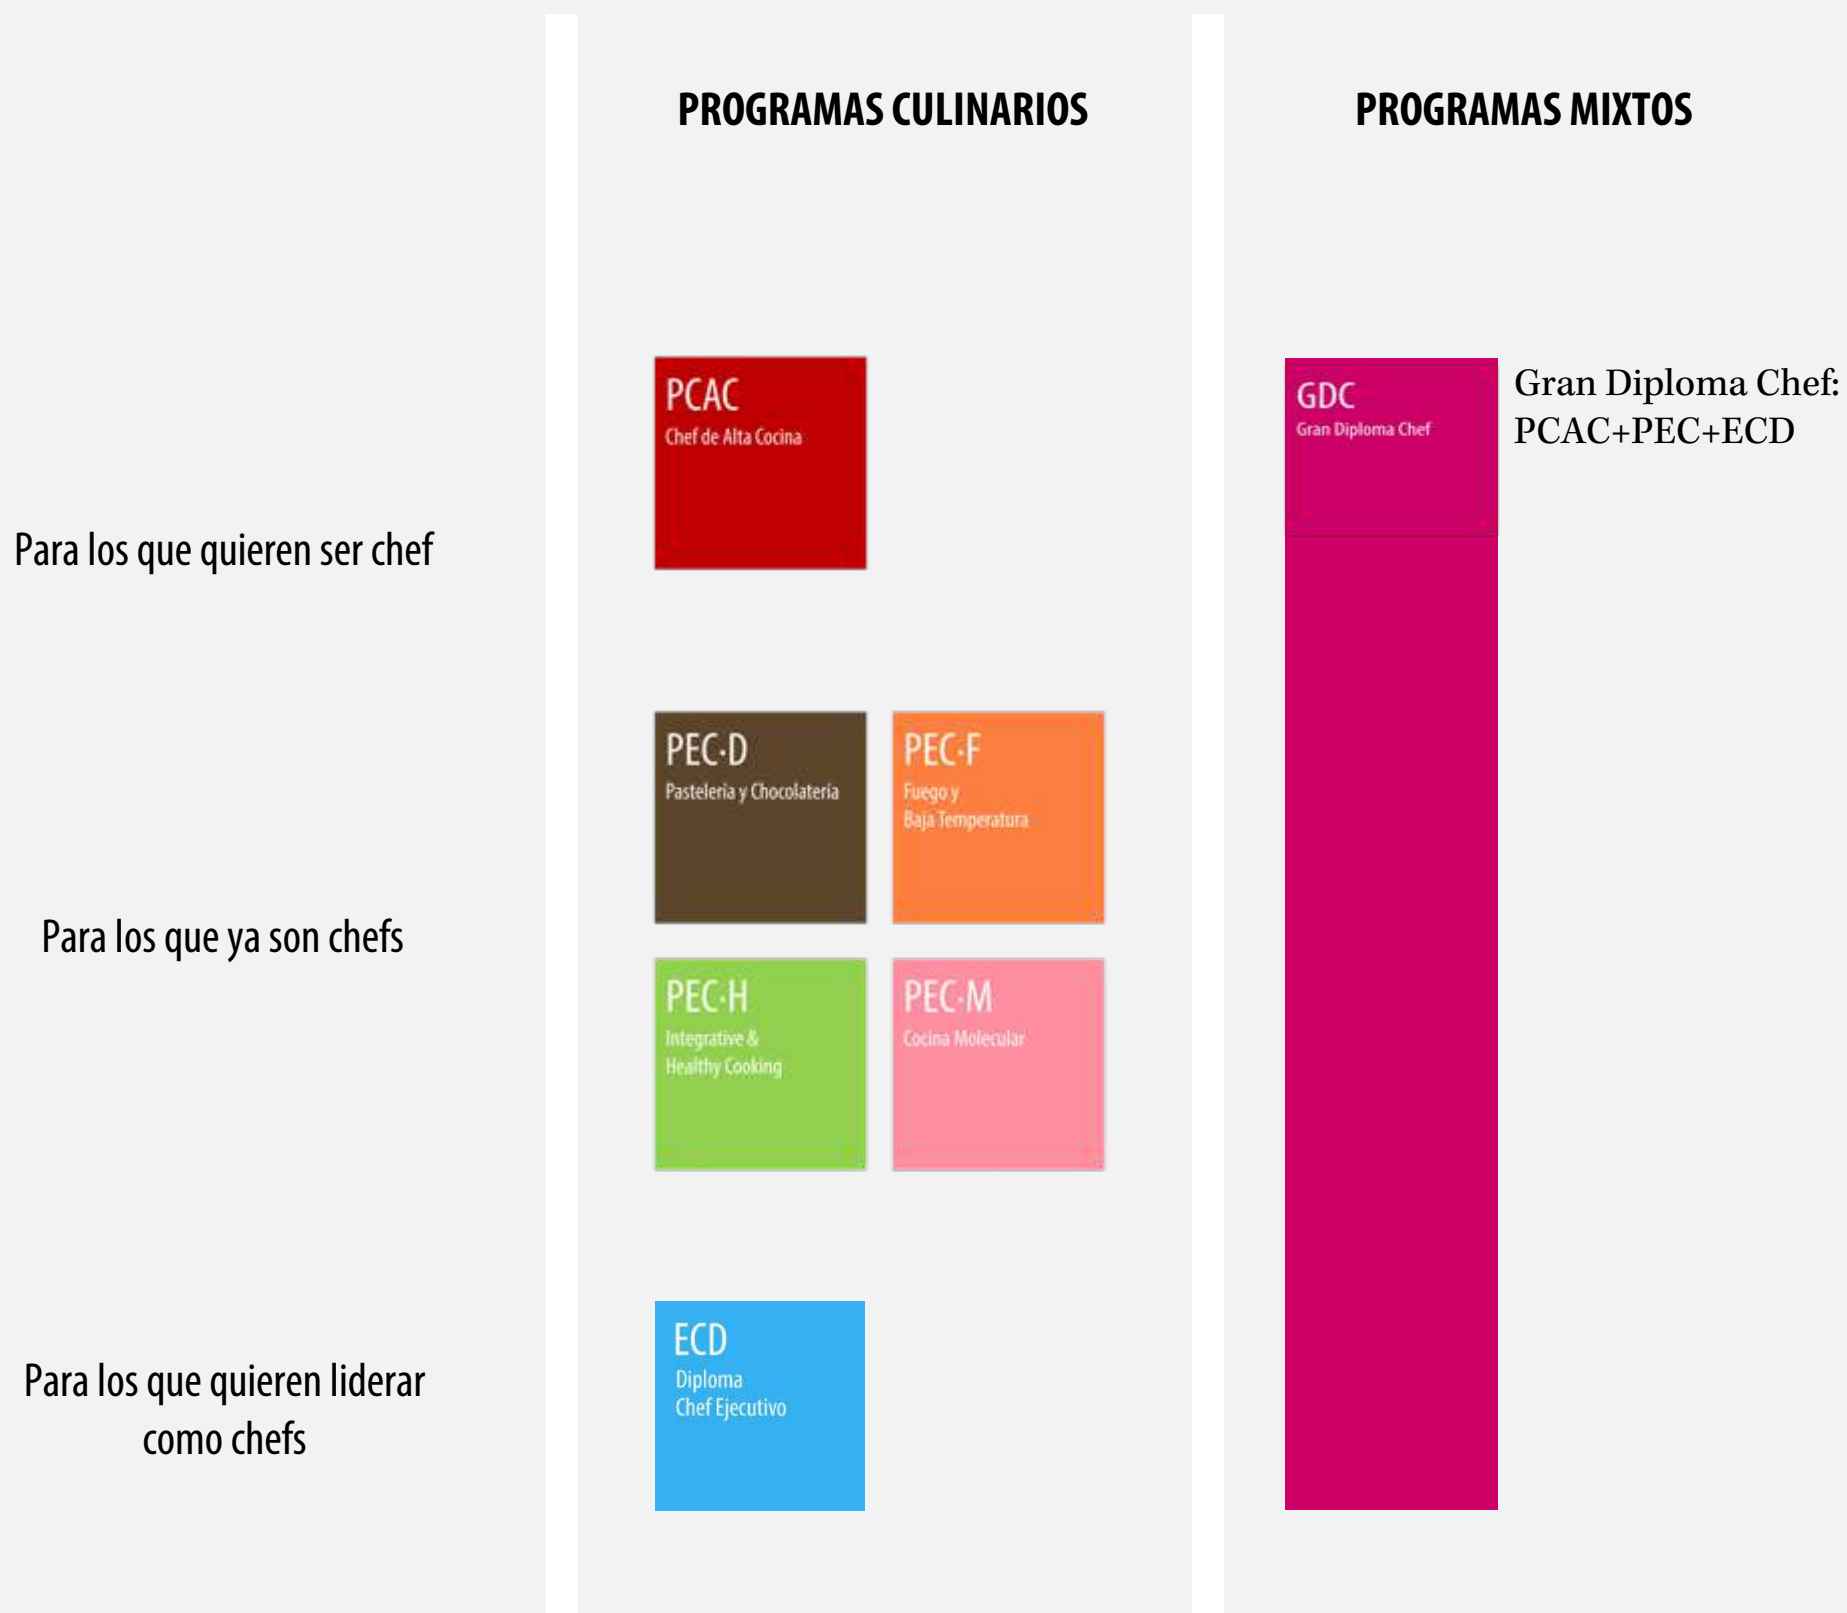 PROGRAMAS CULINARIOS
PROGRAMAS MIXTOS
Para los que quieren ser chef
PCAC
Chef de Alta Cocina
GDC
Gran Diploma Chef
Gran Diploma Chef:
PCAC+PEC+ECD
Para los que ya son chefs
PEC·D
Pastelería y Chocolatería
PEC·F
Fuego y
Baja Temperatura
PEC·H
Integrative &
Healthy Cooking
PEC·M
Cocina Molecular
Para los que quieren liderar
como chefs
ECD
Diploma
Chef Ejecutivo